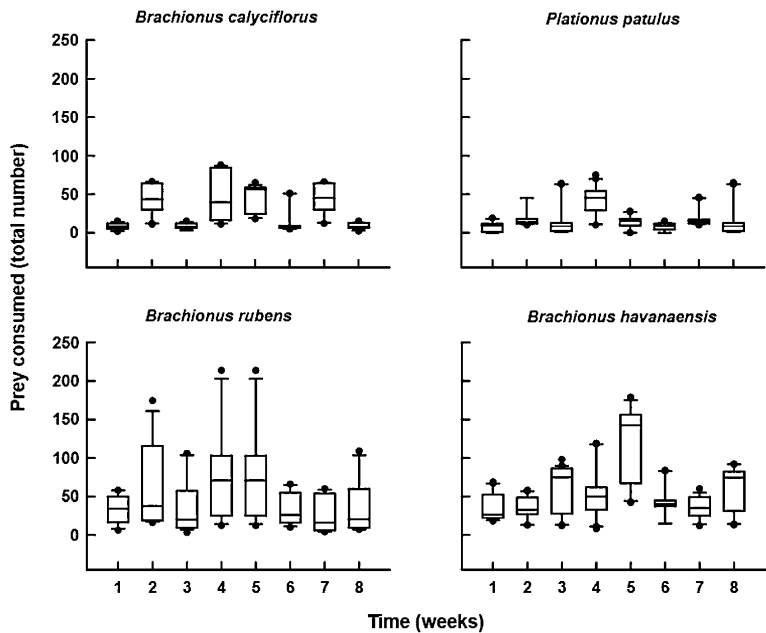 Brachionus calyciflorus
Plationus patulus
250
200
150
100
50
0
Brachionus rubens
Brachionus havanaensis
250
200
150
100
50
0
Prey consumed (total number)
1 2 3 4 5 6 7 8
1 2 3 4 5 6 7 8
Time (weeks)